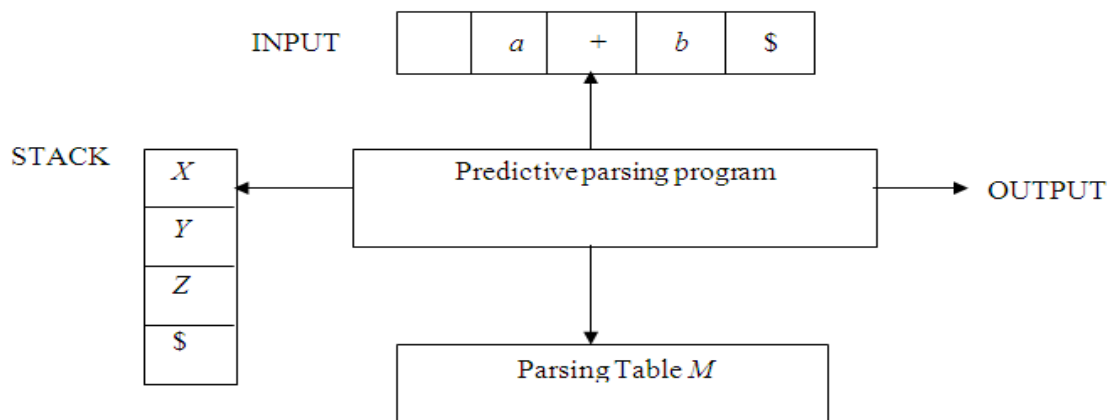 INPUT a + b $
STACK X Predictive parsing program
OUTPUT
Y
Z
$
Parsing Table M